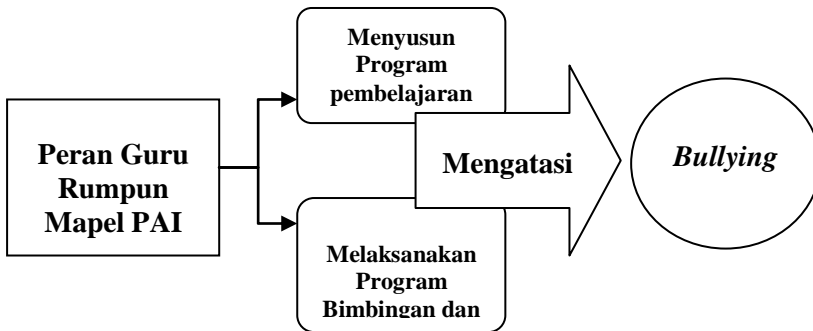 Peran Guru
Rumpun
Mapel PAI
Menyusun
Program
pembelajaran
Melaksanakan
Program
Bimbingan dan
Mengatasi
Bullying